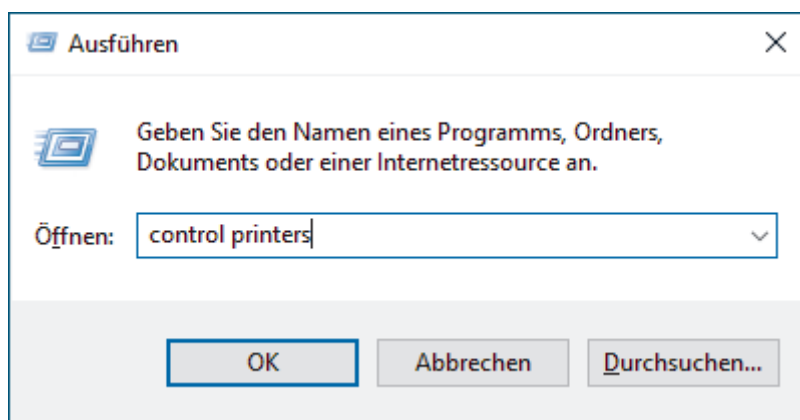 Ausführen
Geben Sie den Namen eines Programms, Ordners,
Dokuments oder einer Internetressource an.
Öffnen: control printers
OK Abbrechen Durchsuchen...